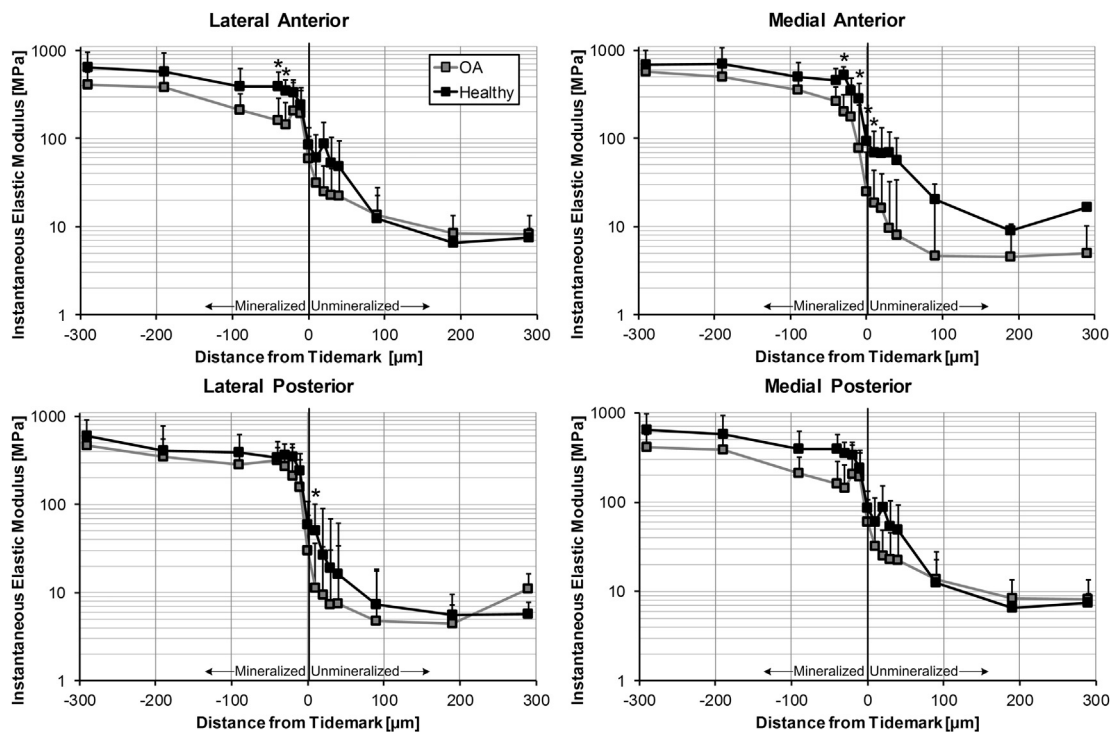 Lateral Anterior
Instantaneous Elastic Modulus [MPa]
1000
100
10
1
* *
OA
Healthy
Mineralized Unmineralized
-300 -200 -100 0 100 200 300
Distance from Tidemark [µm]
Medial Anterior
Instantaneous Elastic Modulus [MPa]
1000
100
10
1
* * * *
Mineralized Unmineralized
-300 -200 -100 0 100 200 300
Distance from Tidemark [µm]
Lateral Posterior
Instantaneous Elastic Modulus [MPa]
1000
100
10
1
*
Mineralized Unmineralized
-300 -200 -100 0 100 200 300
Distance from Tidemark [µm]
Medial Posterior
Instantaneous Elastic Modulus [MPa]
1000
100
10
1
Mineralized Unmineralized
-300 -200 -100 0 100 200 300
Distance from Tidemark [µm]